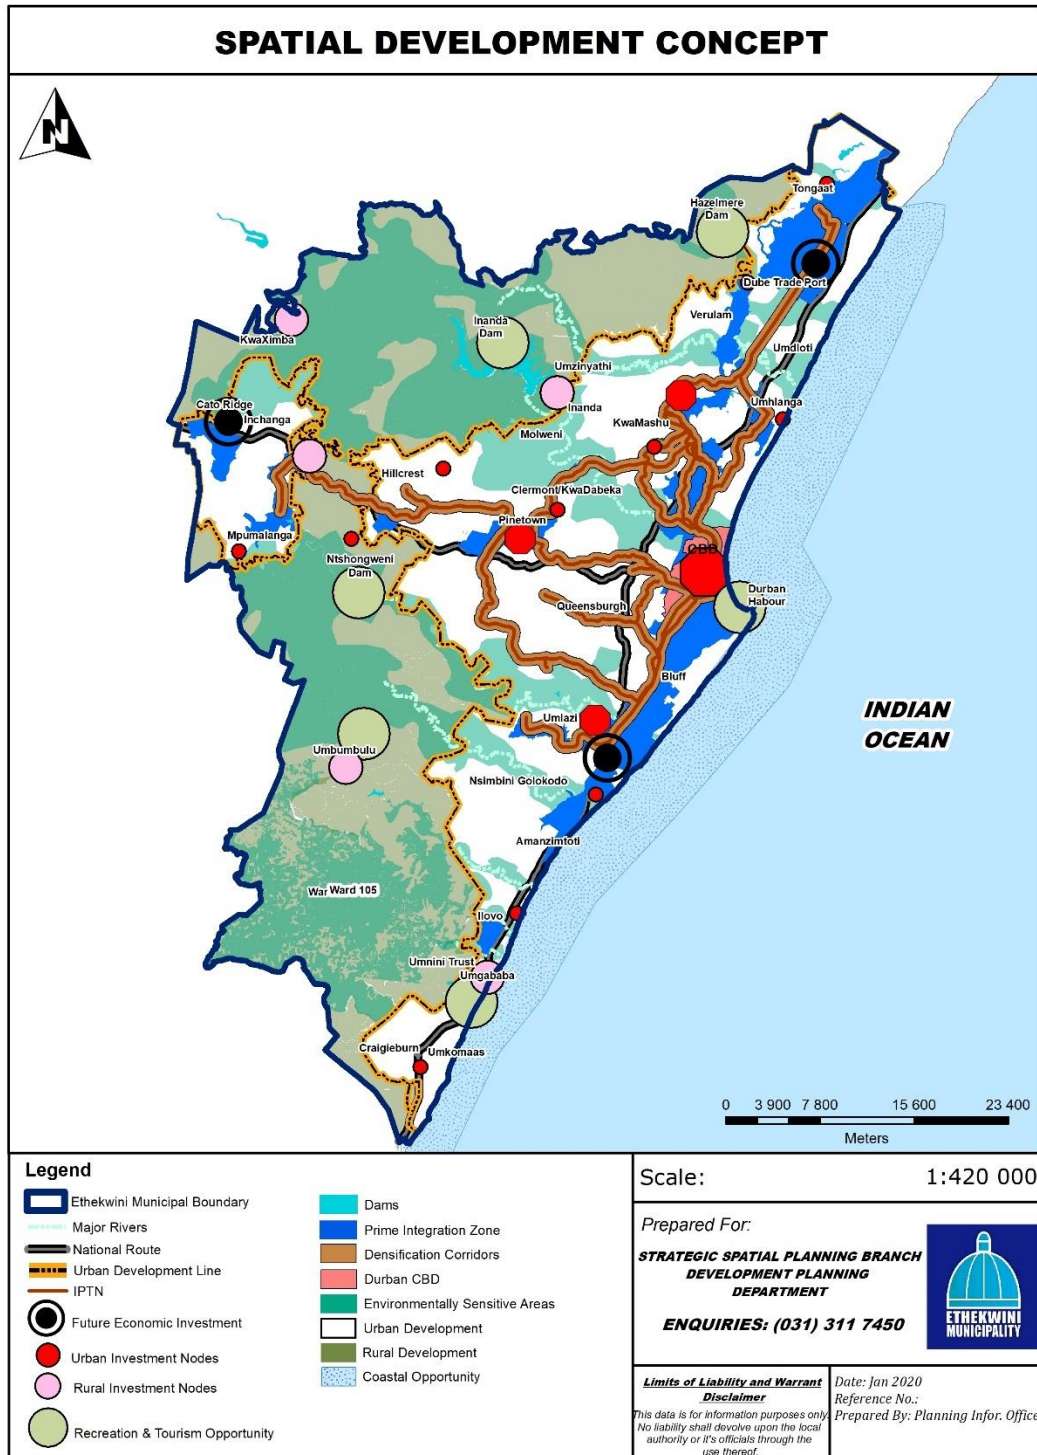 SPATIAL DEVELOPMENT CONCEPT
N
Tongaat
Hazelmere
Dam
Dube Trade Port
Verulam
Inanda
Dam
KwaXimba
Umdloti
Umzinyathi
Cato Ridge
Inchanga
Inanda
Umhlanga
KwaMashu
Molweni
Hillcrest
Clermont/KwaDabeka
Pinetown
Mpumalanga
CBD
Ntshongweni
Dam
Durban
Habour
Queensburgh
Bluff
INDIAN
OCEAN
Umlazi
Umbumbulu
Nsimbini Golokodo
Amanzimtoti
War Ward 105
Ilovo
Umnini Trust
Umgababa
Craigieburn
Umkomaas
0 3 900 7 800 15 600 23 400
Meters
Legend
Ethekwini Municipal Boundary
Major Rivers
National Route
Urban Development Line
IPTN
Future Economic Investment
Urban Investment Nodes
Rural Investment Nodes
Recreation & Tourism Opportunity
Dams
Prime Integration Zone
Densification Corridors
Durban CBD
Environmentally Sensitive Areas
Urban Development
Rural Development
Coastal Opportunity
Scale: 1:420 000
Prepared For:
STRATEGIC SPATIAL PLANNING BRANCH
DEVELOPMENT PLANNING
DEPARTMENT
ENQUIRIES: (031) 311 7450
ETHEKWINI
MUNICIPALITY
Limits of Liability and Warrant
Disclaimer
This data is for information purposes only.
No liability shall devolve upon the local
authority or it's officials through the
use thereof.
Date: Jan 2020
Reference No.:
Prepared By: Planning Infor. Office